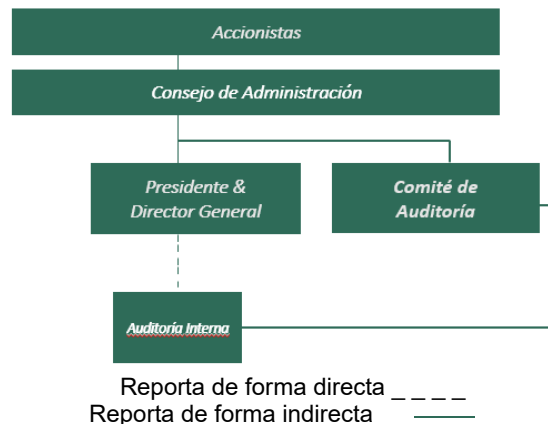 Accionistas
Consejo de Administración
Presidente &
Director General
Comité de
Auditoría
Auditoría Interna
Reporta de forma directa _ _ _ _
Reporta de forma indirecta